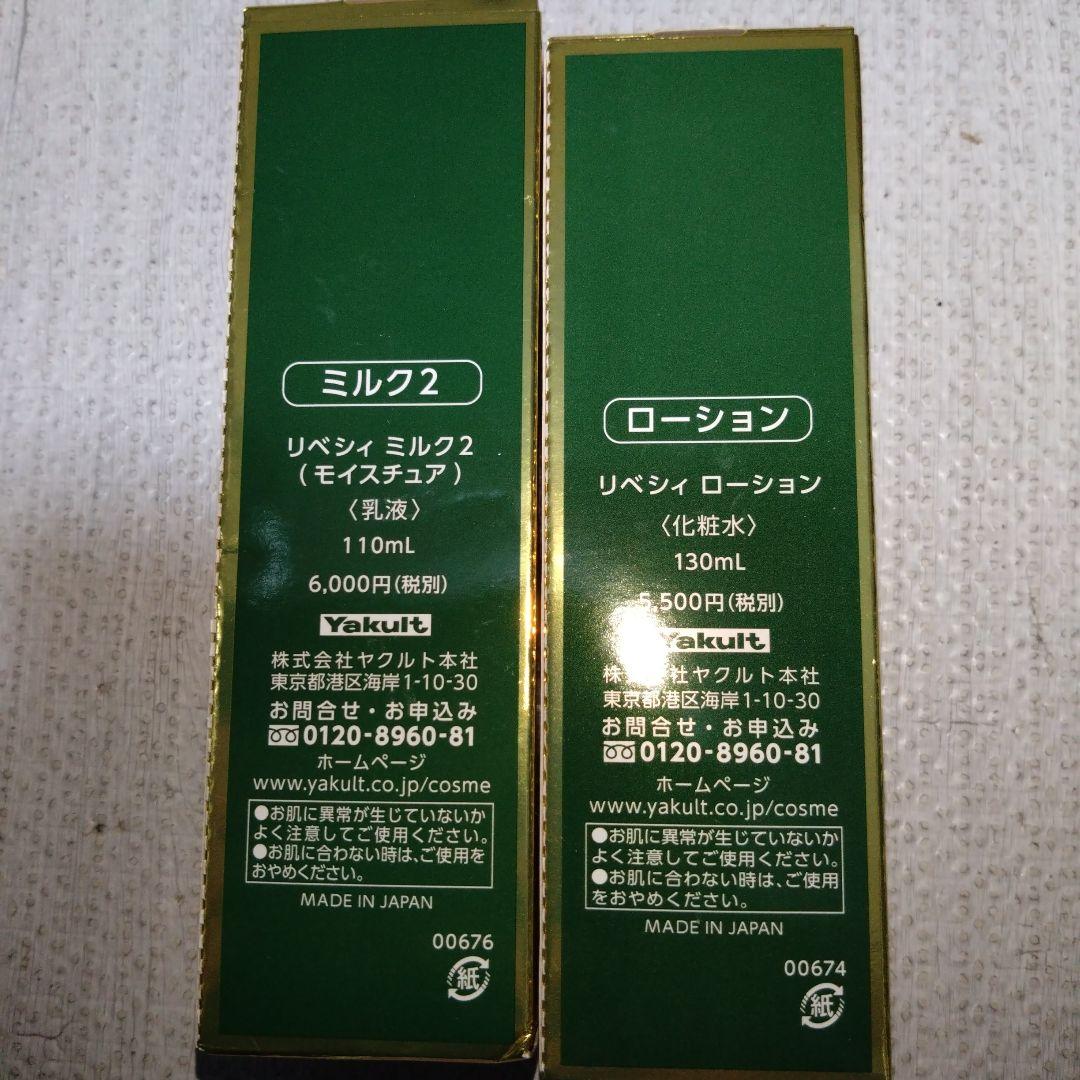 ミルク2
リベシィ ミルク2
(モイスチュア)
〈乳液〉
110mL
6,000円(税別)
Yakult
株式会社ヤクルト本社
東京都港区海岸1-10-30
お問合せ・お申込み
0120-8960-81
ホームページ
www.yakult.co.jp/cosme
●お肌に異常が生じていないか
よく注意してご使用ください。
●お肌に合わない時は、ご使用を
おやめください。
MADE IN JAPAN
00676
紙
ローション
リベシィ ローション
〈化粧水〉
130mL
5,500円(税別)
Yakult
株式会社ヤクルト本社
東京都港区海岸1-10-30
お問合せ・お申込み
0120-8960-81
ホームページ
www.yakult.co.jp/cosme
●お肌に異常が生じていないか
よく注意してご使用ください。
●お肌に合わない時は、ご使用
をおやめください。
MADE IN JAPAN
00674
紙